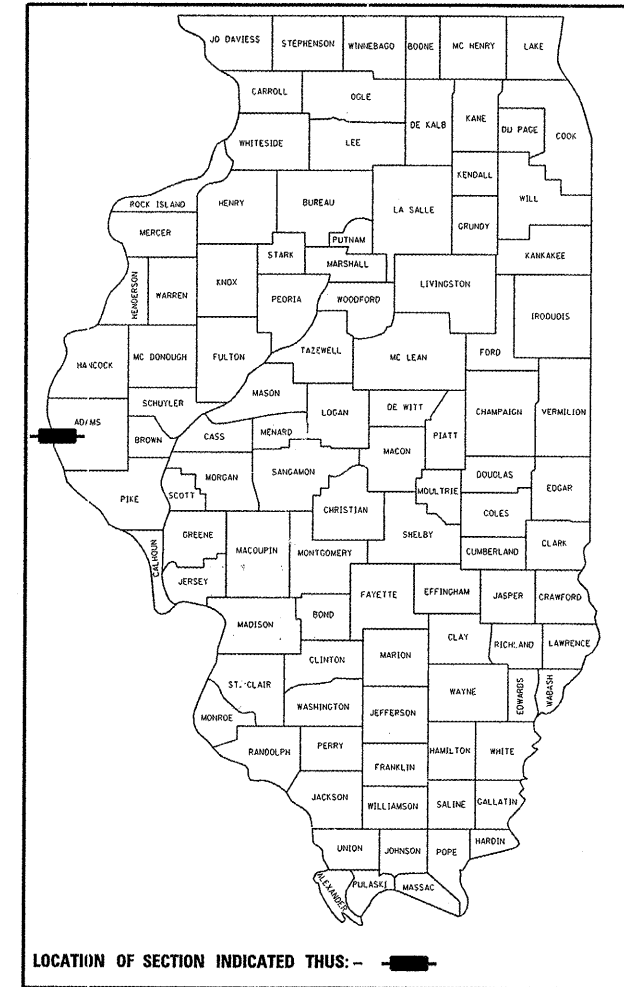 JO DAVIESS STEPHENSON WINNEBAGO BOONE MC HENRY LAKE
CARROLL OGLE DE KALB KANE DU PAGE COOK
WHITESIDE LEE KENDALL WILL
ROCK ISLAND HENRY BUREAU LA SALLE GRUNDY
MERCER STARK PUTNAM KANKAKEE
MARSHALL
HENDERSON WARREN KNOX PEORIA WOODFORD LIVINGSTON IROQUOIS
HANCOCK MC DONOUGH FULTON TAZEWELL MC LEAN FORD
SCHUYLER MASON LOGAN DE WITT CHAMPAIGN VERMILION
ADAMS BROWN CASS MENARD MACON PIATT
PIKE SCOTT MORGAN SANGAMON CHRISTIAN MOULTRIE DOUGLAS EDGAR
COLES
CALHOUN GREENE MACOUPIN MONTGOMERY SHELBY CUMBERLAND CLARK
JERSEY FAYETTE EFFINGHAM JASPER CRAWFORD
MADISON BOND CLAY RICHLAND LAWRENCE
ST. CLAIR CLINTON MARION WAYNE EDWARDS WABASH
MONROE WASHINGTON JEFFERSON
RANDOLPH PERRY FRANKLIN HAMILTON WHITE
JACKSON WILLIAMSON SALINE GALLATIN
UNION JOHNSON POPE HARDIN
ALEXANDER PULASKI MASSAC
LOCATION OF SECTION INDICATED THUS: -